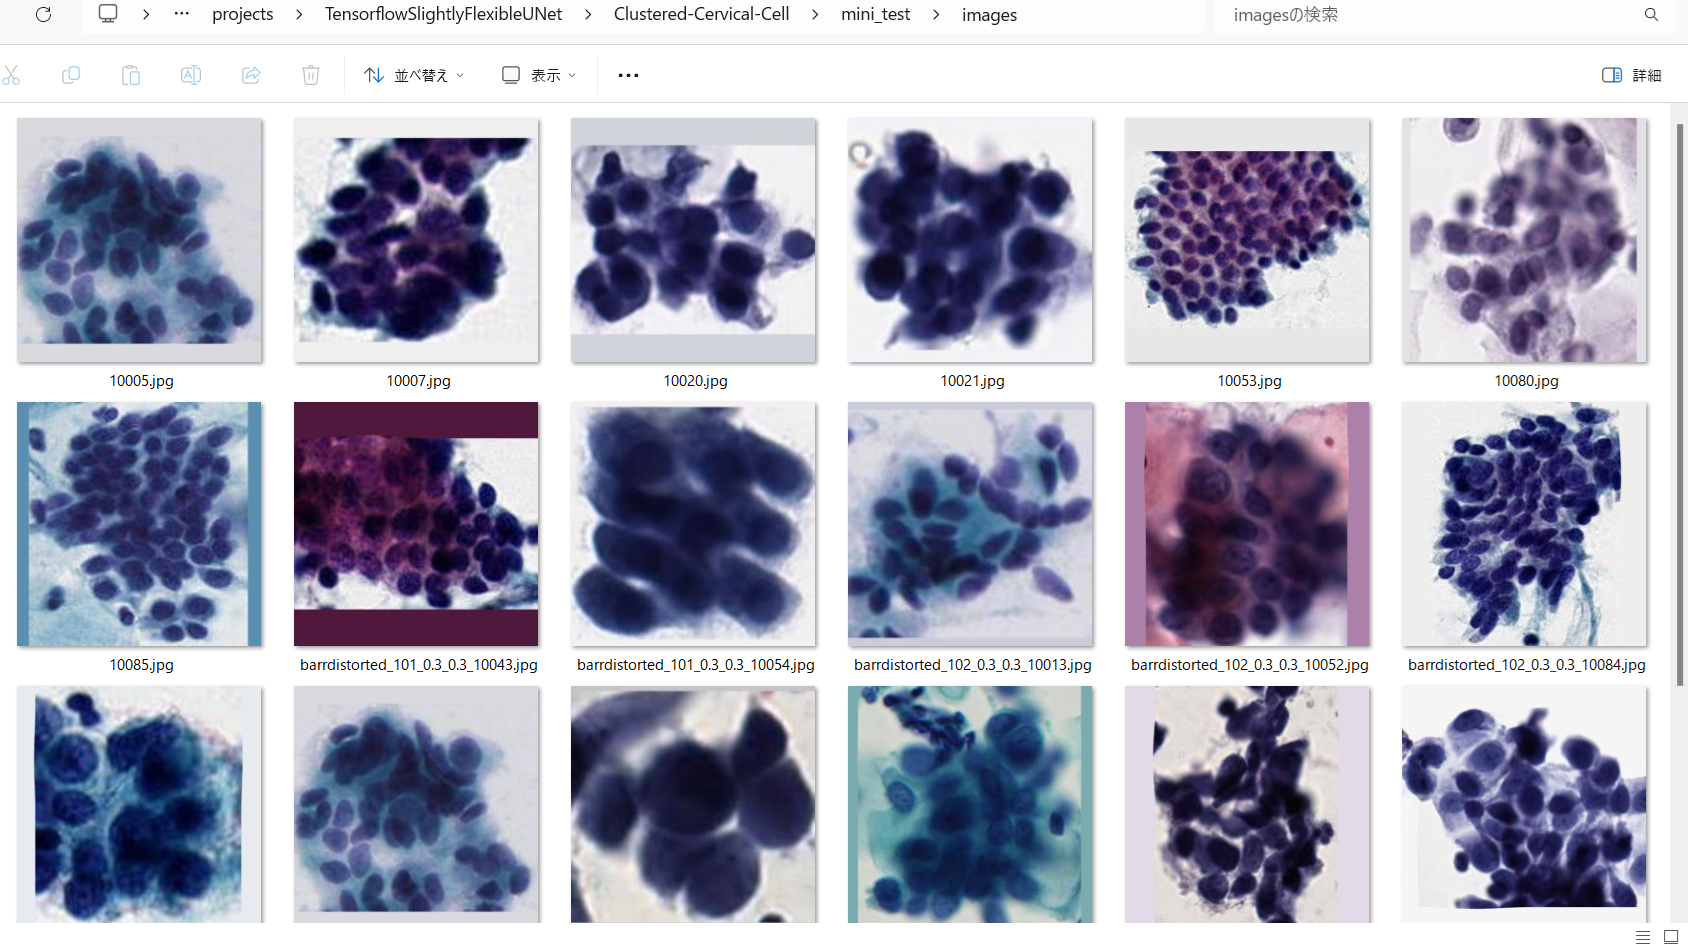 projects > TensorflowSlightlyFlexibleUNet > Clustered-Cervical-Cell > mini_test > images
imagesの検索
並べ替え
表示
詳細
10005.jpg
10007.jpg
10020.jpg
10021.jpg
10053.jpg
10080.jpg
10085.jpg
barrdistorted_101_0.3_0.3_10043.jpg
barrdistorted_101_0.3_0.3_10054.jpg
barrdistorted_102_0.3_0.3_10013.jpg
barrdistorted_102_0.3_0.3_10052.jpg
barrdistorted_102_0.3_0.3_10084.jpg